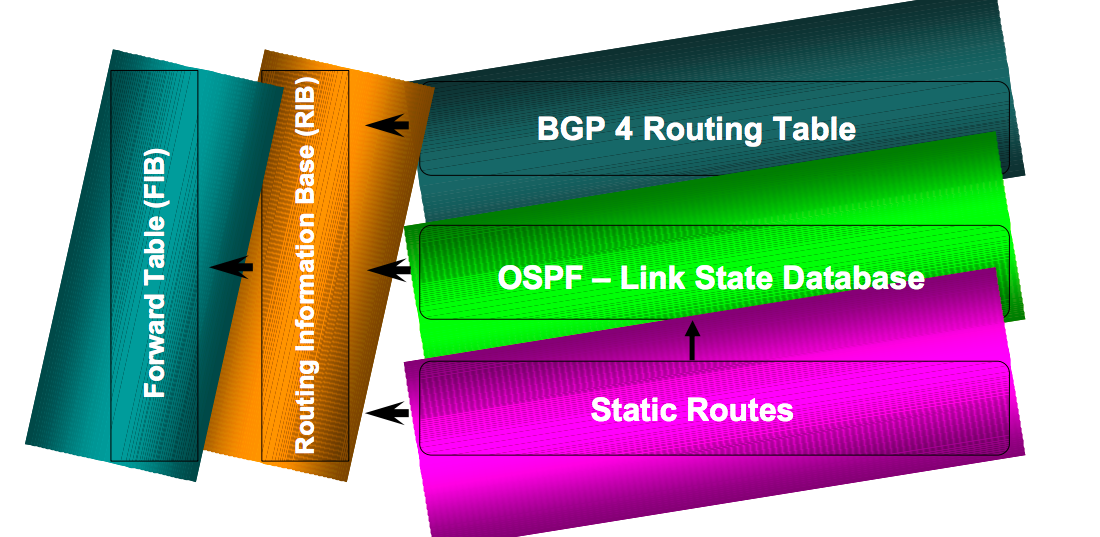 Forward Table (FIB)
Routing Information Base (RIB)
BGP 4 Routing Table
OSPF – Link State Database
Static Routes